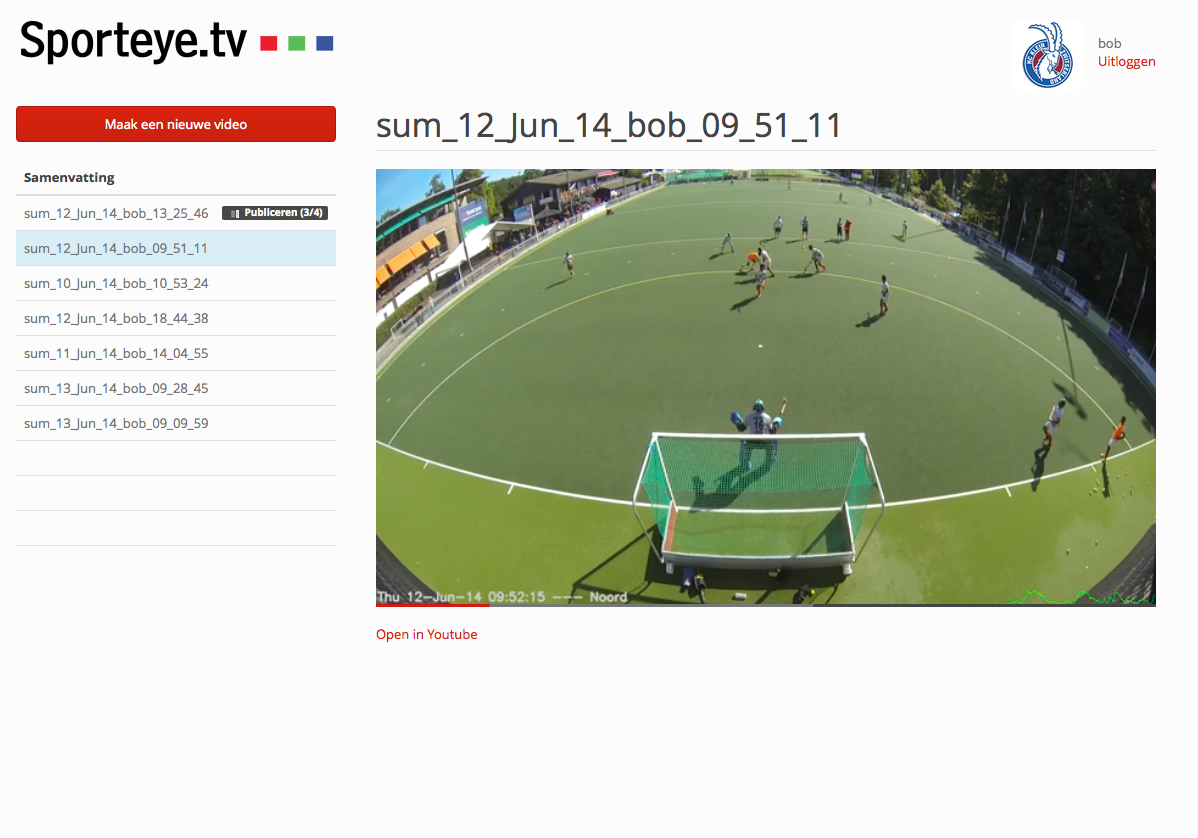 Sporteye.tv
bob
Uitloggen
Maak een nieuwe video
Samenvatting
sum_12_Jun_14_bob_13_25_46 Publiceren (3/4)
sum_12_Jun_14_bob_09_51_11
sum_10_Jun_14_bob_10_53_24
sum_12_Jun_14_bob_18_44_38
sum_11_Jun_14_bob_14_04_55
sum_13_Jun_14_bob_09_28_45
sum_13_Jun_14_bob_09_09_59
sum_12_Jun_14_bob_09_51_11
16
Thu 12-Jun-14 09:52:15 --- Noord
Open in Youtube